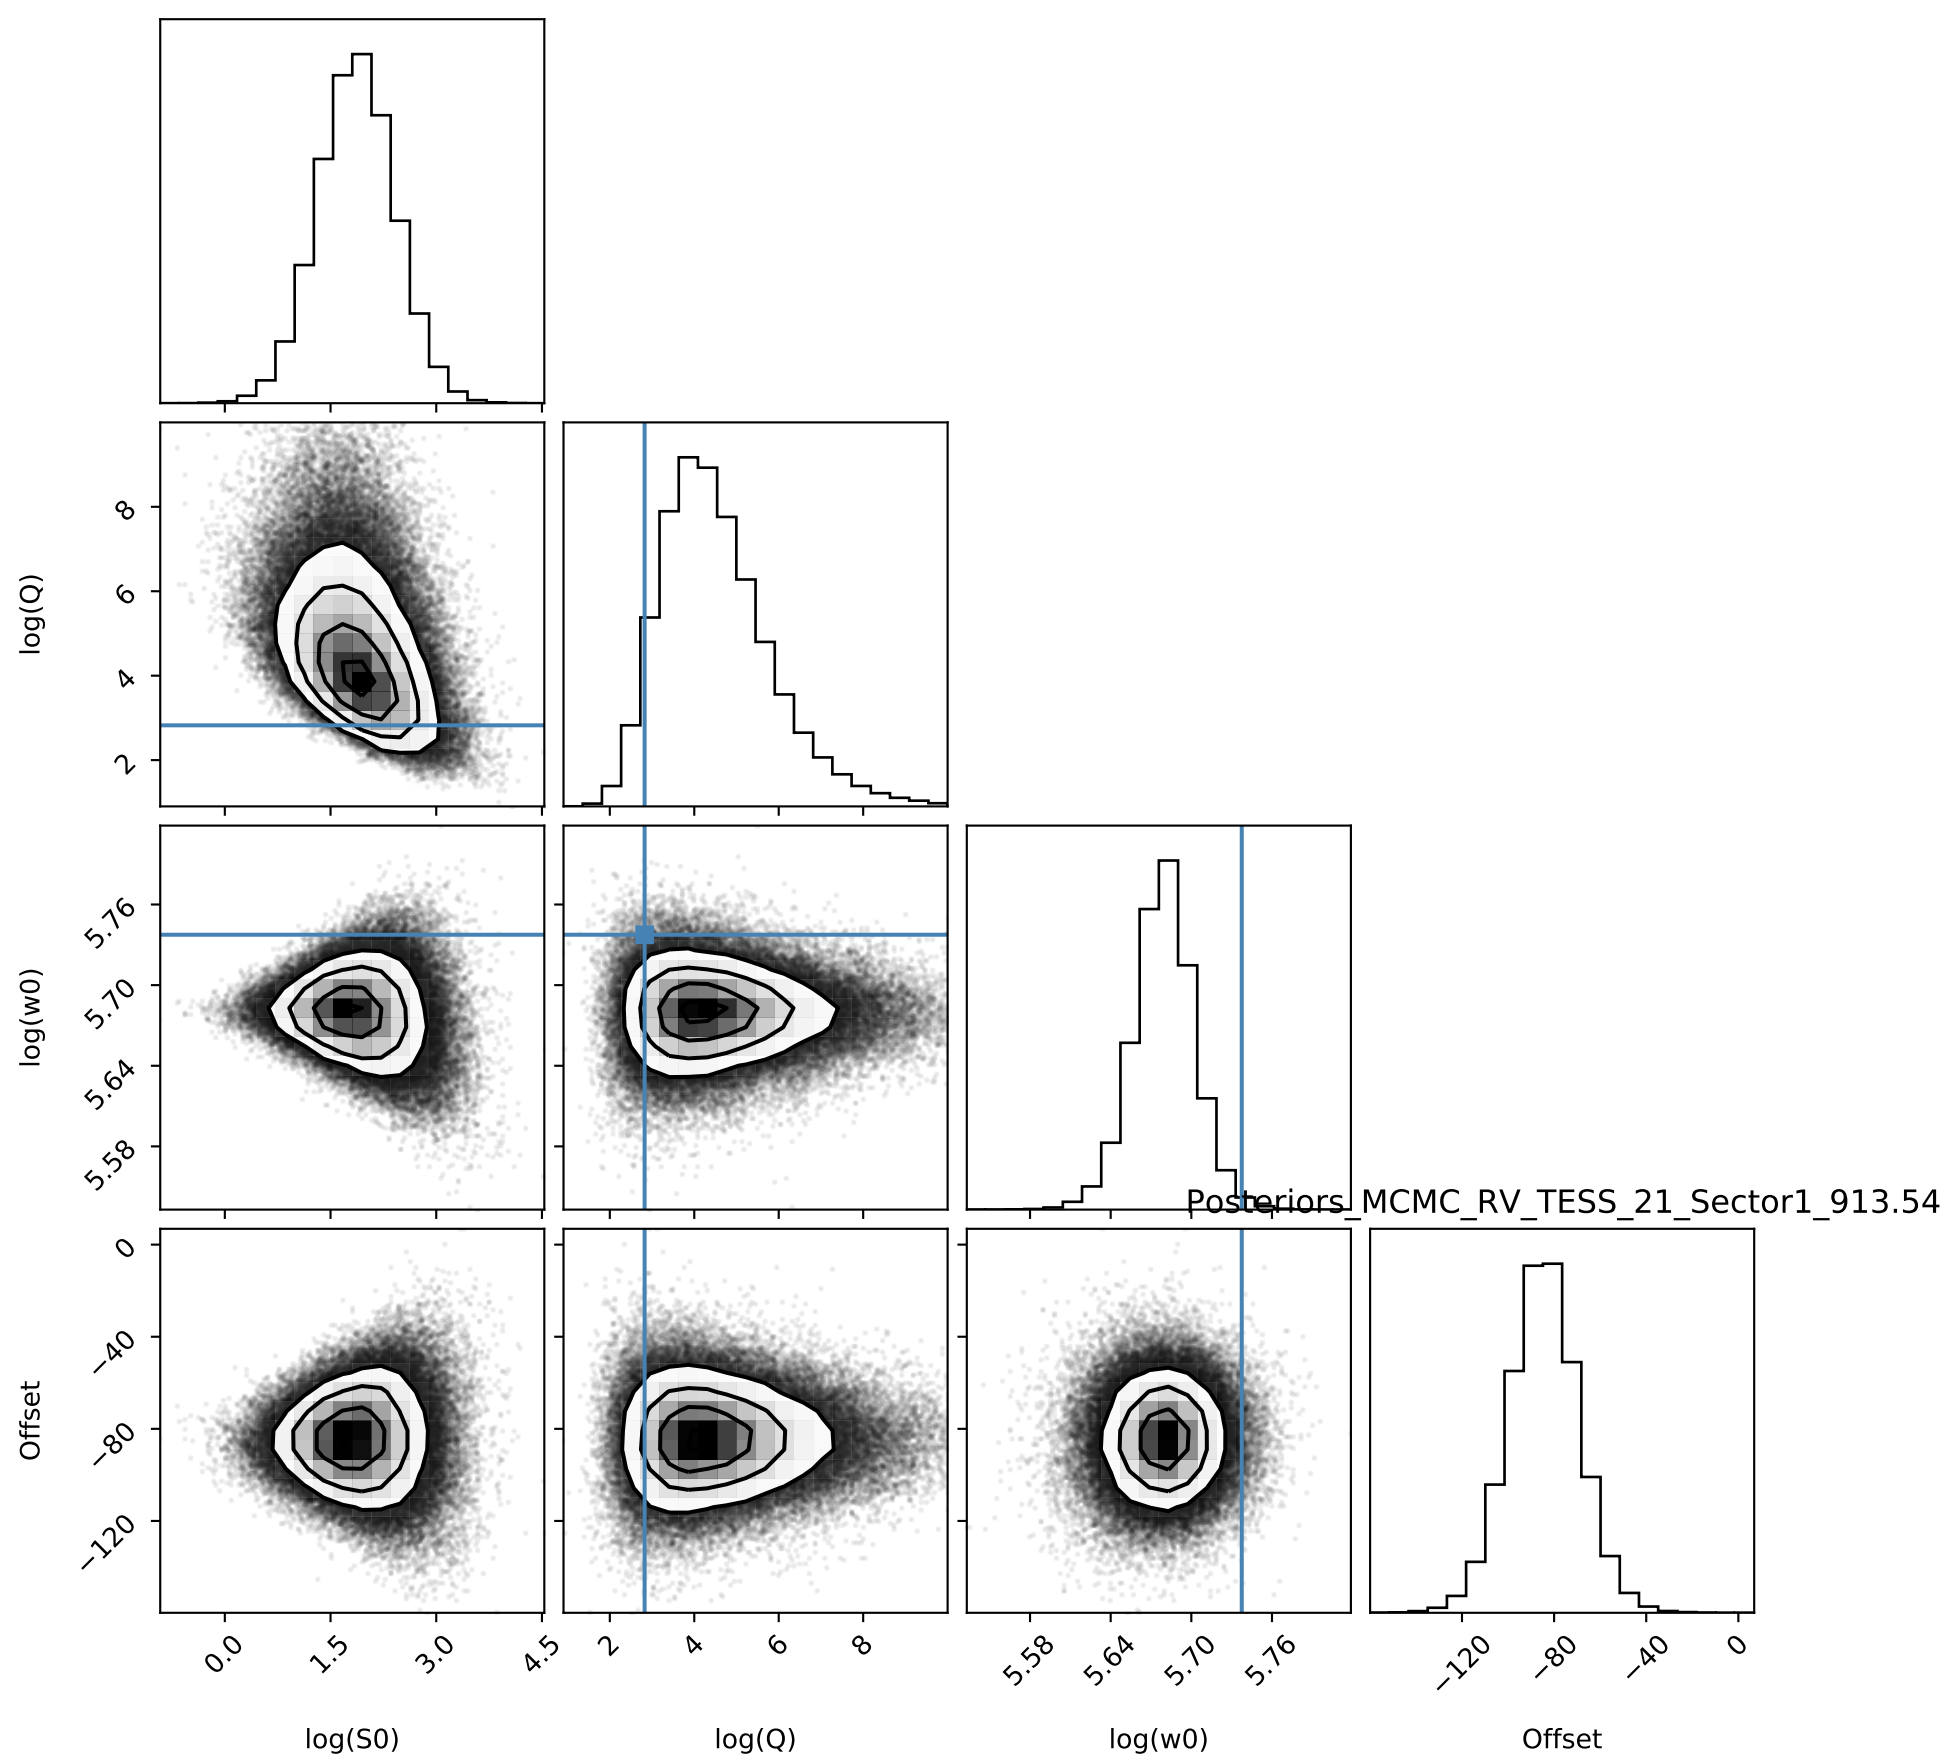 8
6
4
2
log(Q)
5.76
5.70
5.64
5.58
log(w0)
Posteriors_MCMC_RV_TESS_21_Sector1_913.54
0
−40
−80
−120
Offset
0.0 1.5 3.0 4.5 2 4 6 8 5.58 5.64 5.70 5.76 −120 −80 −40 0
log(S0) log(Q) log(w0) Offset